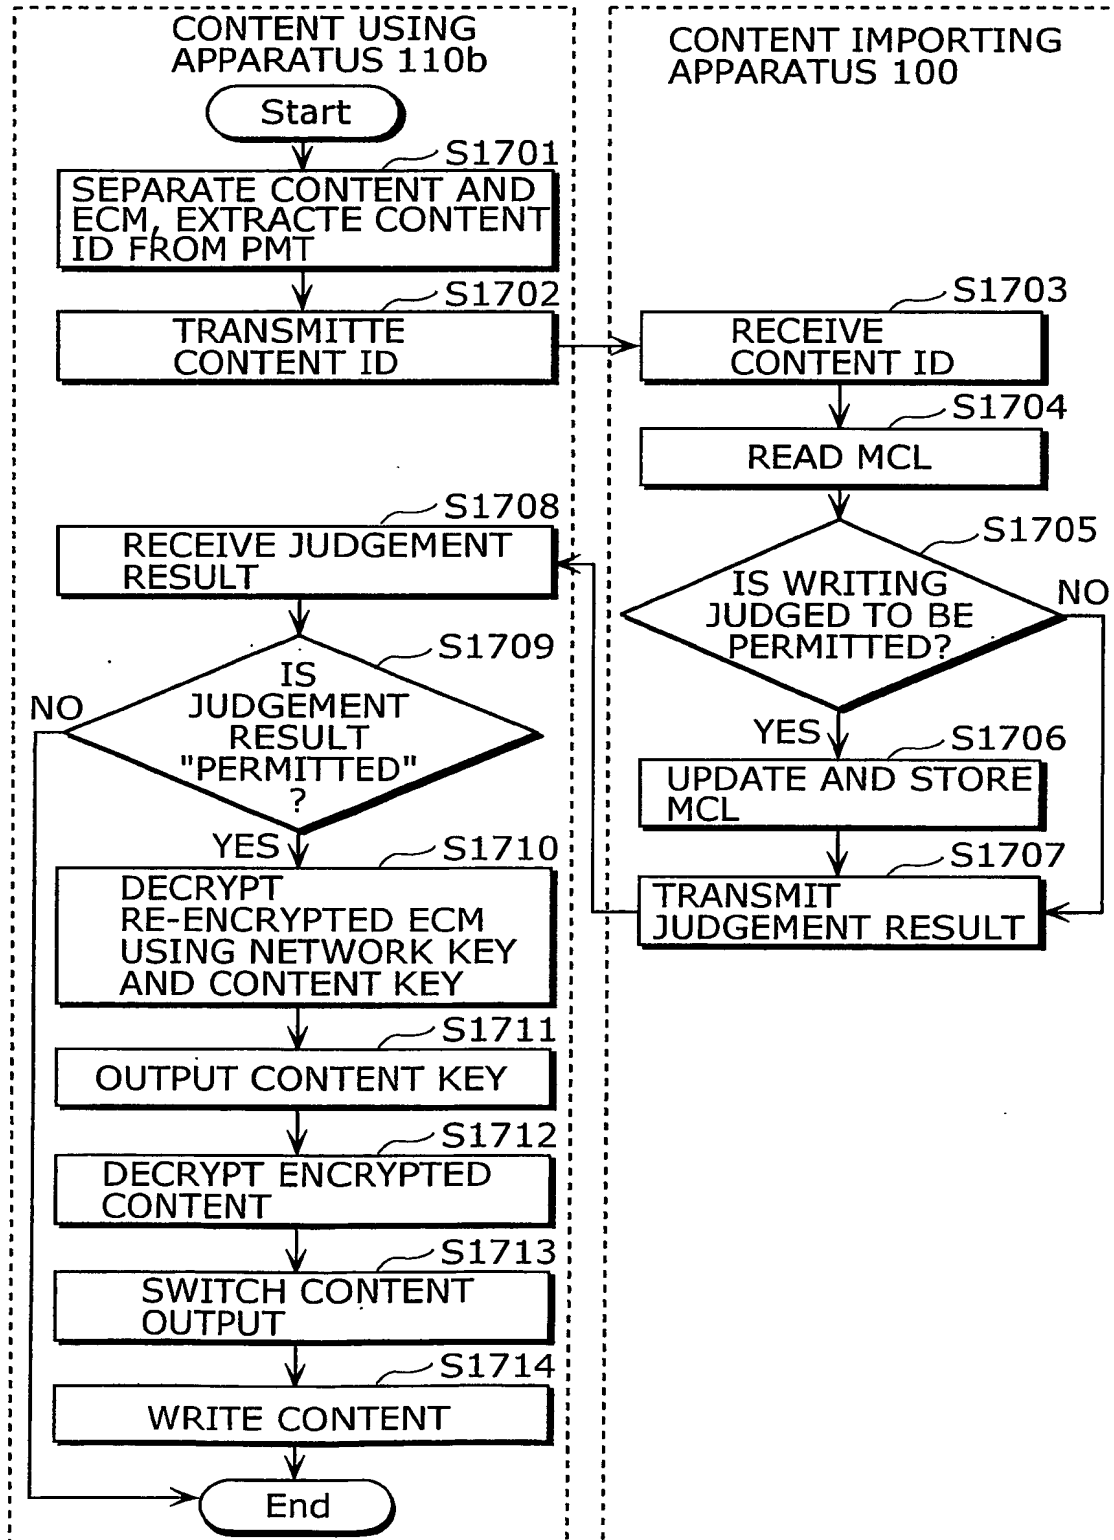 CONTENT USING
APPARATUS 110b
Start
S1701
SEPARATE CONTENT AND
ECM, EXTRACTE CONTENT
ID FROM PMT
S1702
TRANSMITTE
CONTENT ID
S1708
RECEIVE JUDGEMENT
RESULT
S1709
IS
JUDGEMENT
RESULT
"PERMITTED"
?
NO
YES
S1710
DECRYPT
RE-ENCRYPTED ECM
USING NETWORK KEY
AND CONTENT KEY
S1711
OUTPUT CONTENT KEY
S1712
DECRYPT ENCRYPTED
CONTENT
S1713
SWITCH CONTENT
OUTPUT
S1714
WRITE CONTENT
End
CONTENT IMPORTING
APPARATUS 100
S1703
RECEIVE
CONTENT ID
S1704
READ MCL
S1705
IS WRITING
JUDGED TO BE
PERMITTED?
NO
YES
S1706
UPDATE AND STORE
MCL
S1707
TRANSMIT
JUDGEMENT RESULT